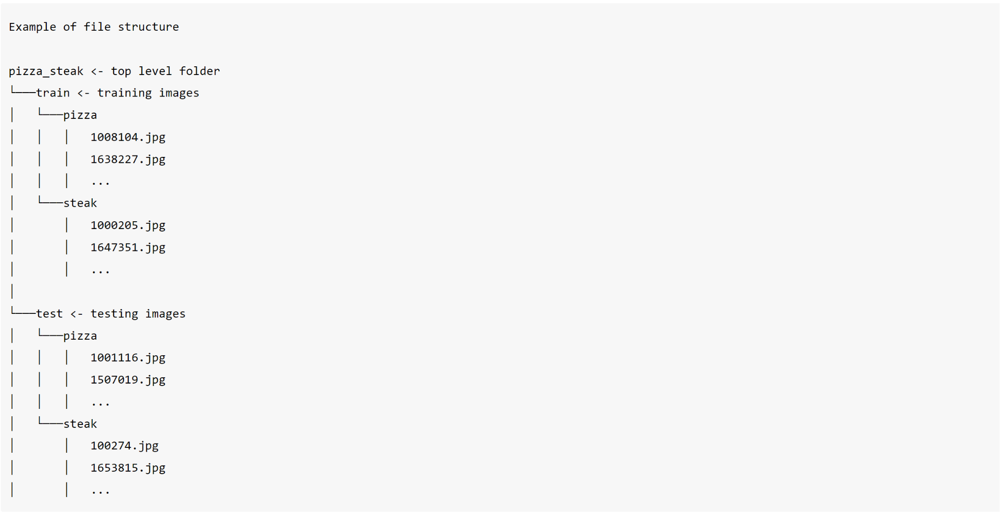 Example of file structure
pizza_steak <- top level folder
└───train <- training images
│   └───pizza
│   │   │   1008104.jpg
│   │   │   1638227.jpg
│   │   │   ...
│   └───steak
│       │   1000205.jpg
│       │   1647351.jpg
│       │   ...
│
└───test <- testing images
│   └───pizza
│   │   │   1001116.jpg
│   │   │   1507019.jpg
│   │   │   ...
│   └───steak
│       │   100274.jpg
│       │   1653815.jpg
│       │   ...